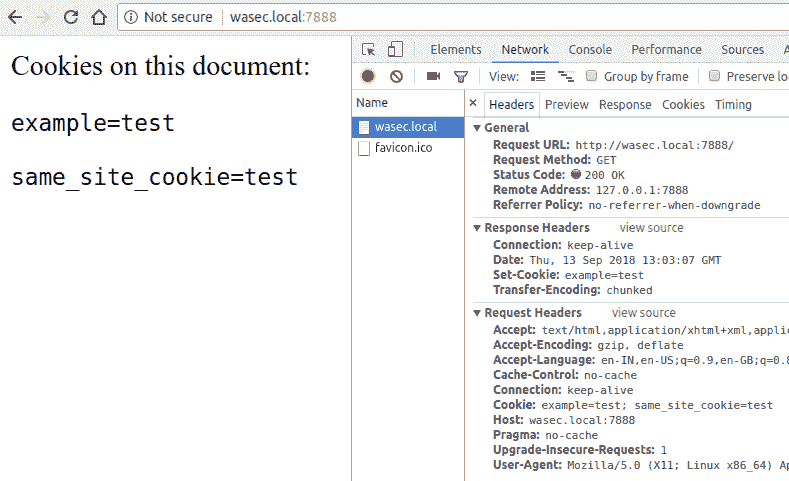 Not secure wasec.local:7888
Cookies on this document:
example=test
same_site_cookie=test
Elements Network Console Performance Sources
View: Group by frame Preserve
Name
wasec.local
favicon.ico
× Headers Preview Response Cookies Timing
General
Request URL: http://wasec.local:7888/
Request Method: GET
Status Code: 200 OK
Remote Address: 127.0.0.1:7888
Referrer Policy: no-referrer-when-downgrade
Response Headers view source
Connection: keep-alive
Date: Thu, 13 Sep 2018 13:03:07 GMT
Set-Cookie: example=test
Transfer-Encoding: chunked
Request Headers view source
Accept: text/html,application/xhtml+xml,applic
Accept-Encoding: gzip, deflate
Accept-Language: en-IN,en-US;q=0.9,en-GB;q=0.8
Cache-Control: no-cache
Connection: keep-alive
Cookie: example=test; same_site_cookie=test
Host: wasec.local:7888
Pragma: no-cache
Upgrade-Insecure-Requests: 1
User-Agent: Mozilla/5.0 (X11; Linux x86_64) Ap